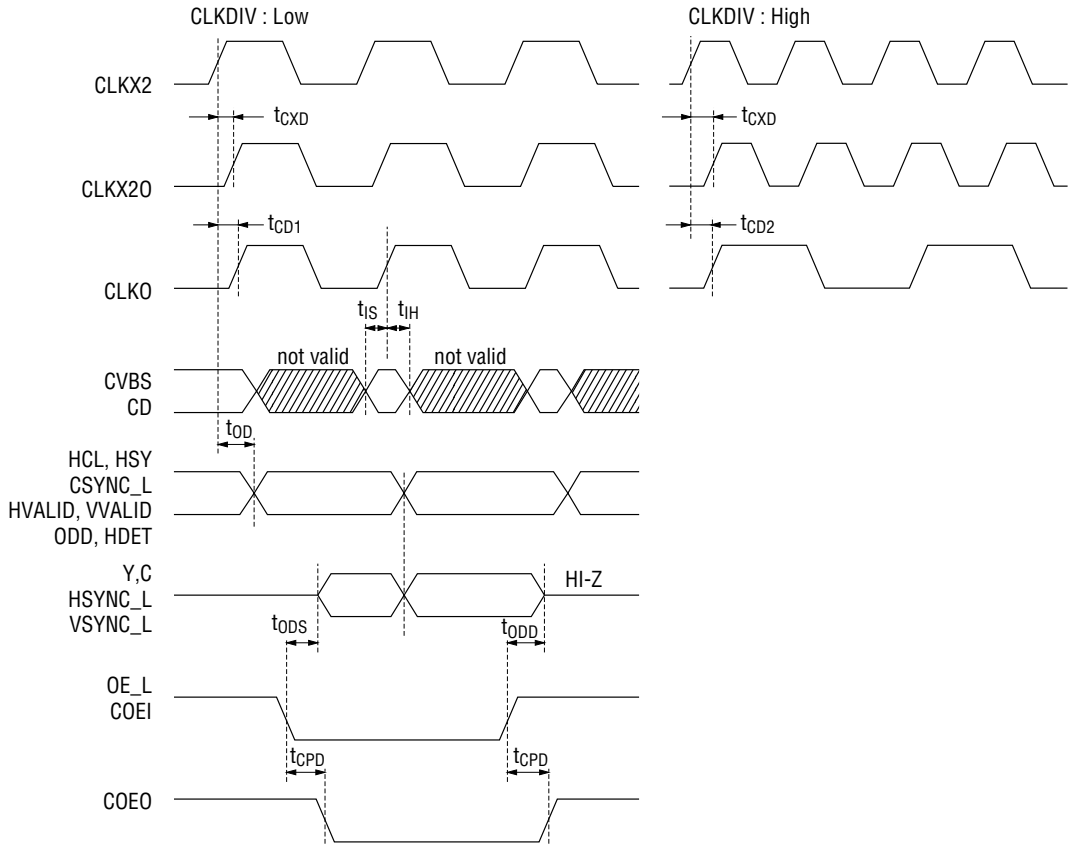 CLKDIV : Low
CLKDIV : High
CLKX2
tCXD
tCXD
CLKX2O
tCD1
tCD2
CLKO
tIS
tIH
not valid
not valid
CVBS
CD
tOD
HCL, HSY
CSYNC_L
HVALID, VVALID
ODD, HDET
Y,C
HSYNC_L
VSYNC_L
HI-Z
tODS
tODD
OE_L
COEI
tCPD
tCPD
COEO